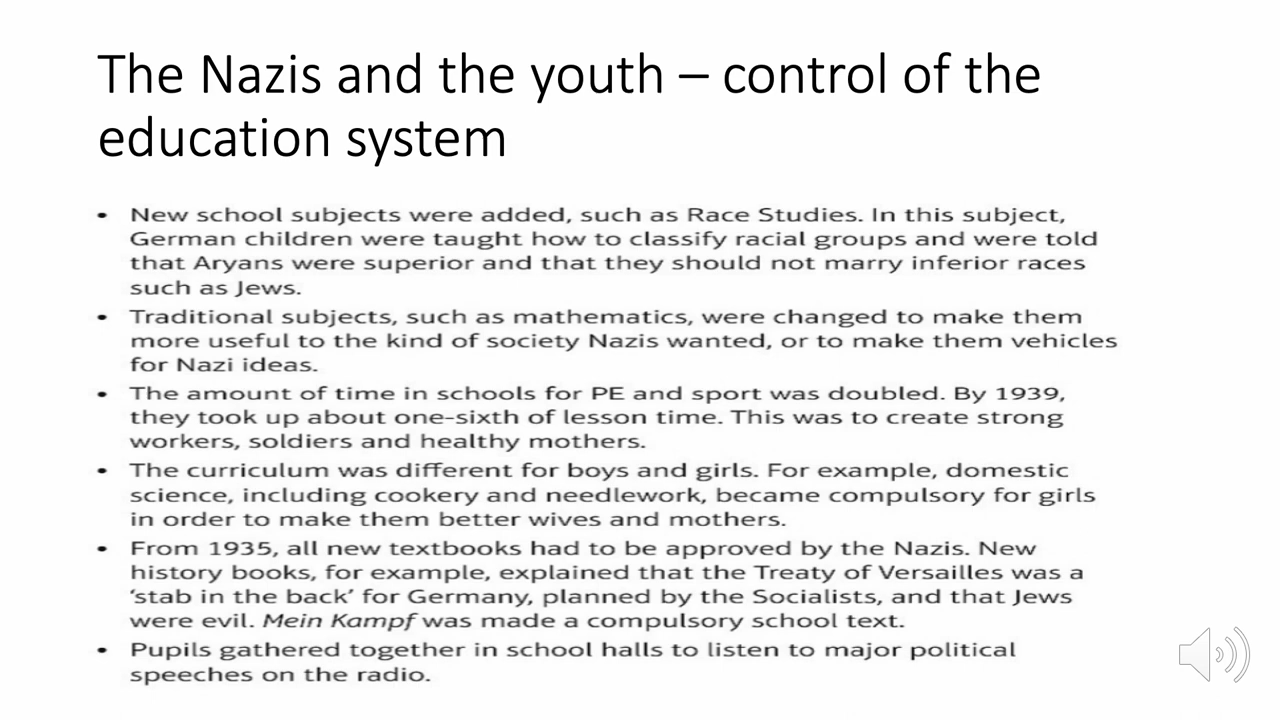 The Nazis and the youth – control of the
education system
• New school subjects were added, such as Race Studies. In this subject,
German children were taught how to classify racial groups and were told
that Aryans were superior and that they should not marry inferior races
such as Jews.
• Traditional subjects, such as mathematics, were changed to make them
more useful to the kind of society Nazis wanted, or to make them vehicles
for Nazi ideas.
• The amount of time in schools for PE and sport was doubled. By 1939,
they took up about one-sixth of lesson time. This was to create strong
workers, soldiers and healthy mothers.
• The curriculum was different for boys and girls. For example, domestic
science, including cookery and needlework, became compulsory for girls
in order to make them better wives and mothers.
• From 1935, all new textbooks had to be approved by the Nazis. New
history books, for example, explained that the Treaty of Versailles was a
‘stab in the back’ for Germany, planned by the Socialists, and that Jews
were evil. Mein Kampf was made a compulsory school text.
• Pupils gathered together in school halls to listen to major political
speeches on the radio.